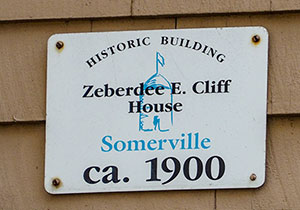 HISTORIC BUILDING
Zeberdee E. Cliff
House
Somerville
ca. 1900